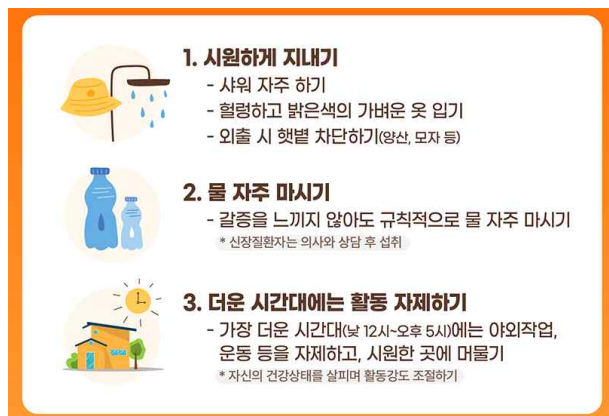 1. 시원하게 지내기
- 샤워 자주 하기
- 헐렁하고 밝은색의 가벼운 옷 입기
- 외출 시 햇볕 차단하기(양산, 모자 등)
2. 물 자주 마시기
- 갈증을 느끼지 않아도 규칙적으로 물 자주 마시기
* 신장질환자는 의사와 상담 후 섭취
3. 더운 시간대에는 활동 자제하기
- 가장 더운 시간대(낮 12시~오후 5시)에는 야외작업,
운동 등을 자제하고, 시원한 곳에 머물기
* 자신의 건강상태를 살피며 활동강도 조절하기